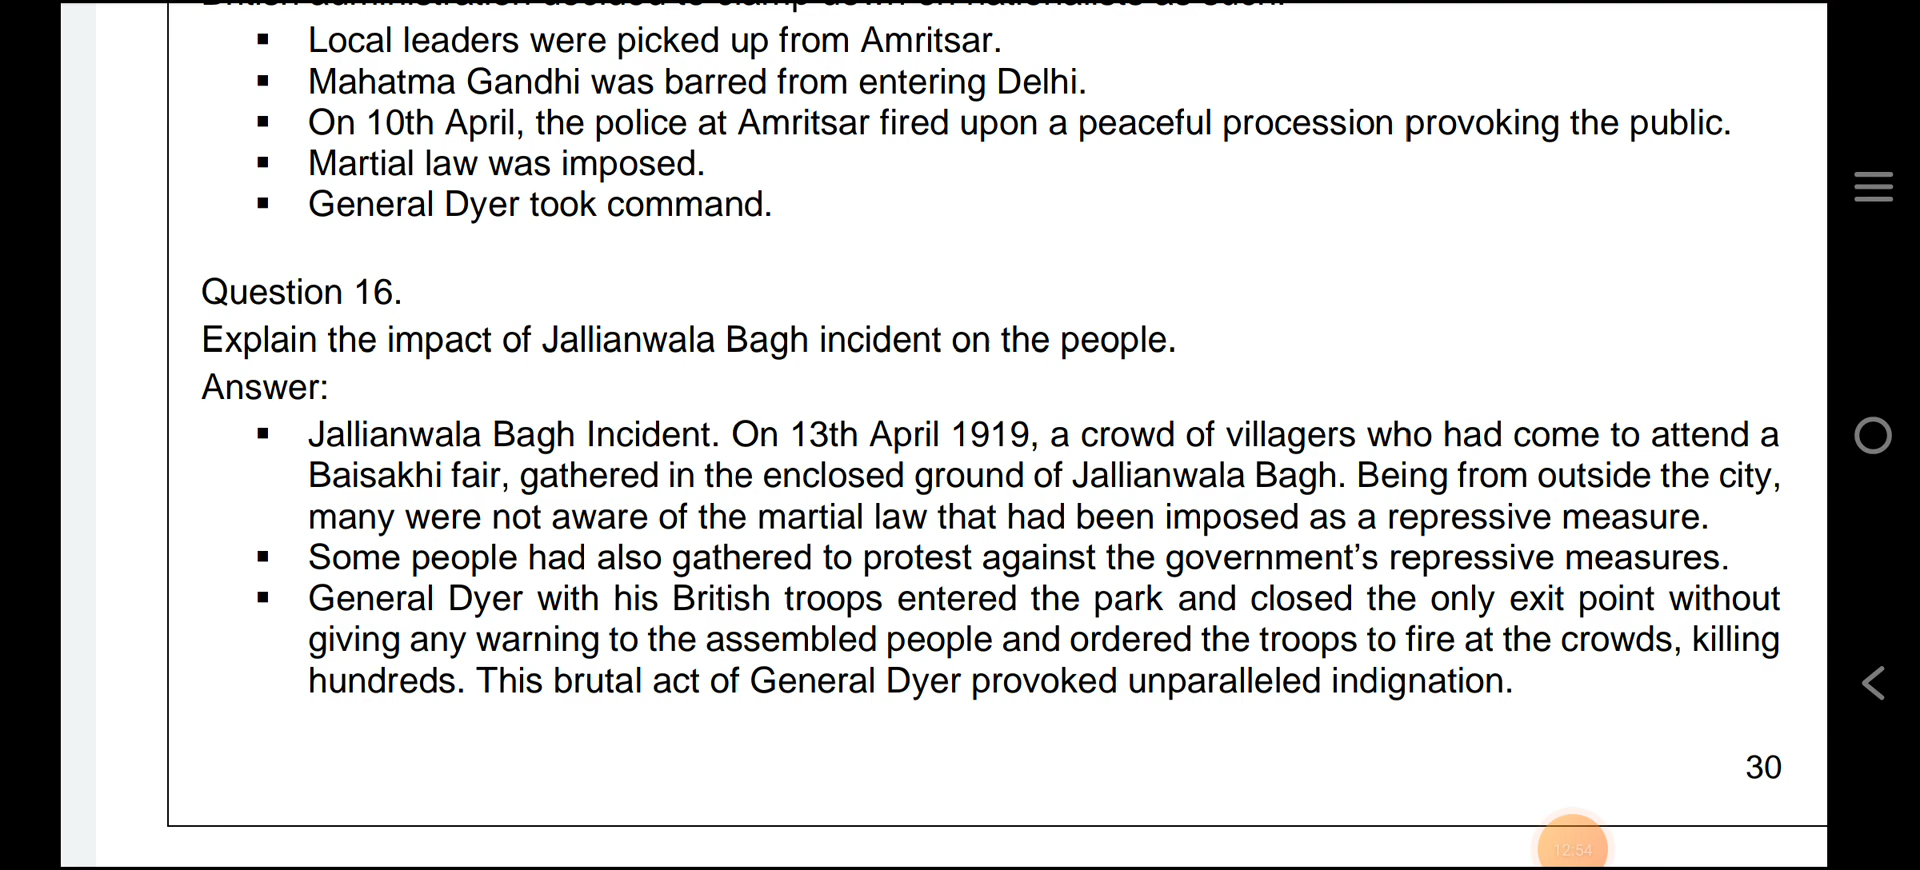 Local leaders were picked up from Amritsar.
Mahatma Gandhi was barred from entering Delhi.
On 10th April, the police at Amritsar fired upon a peaceful procession provoking the public.
Martial law was imposed.
General Dyer took command.
Question 16.
Explain the impact of Jallianwala Bagh incident on the people.
Answer:
Jallianwala Bagh Incident. On 13th April 1919, a crowd of villagers who had come to attend a
Baisakhi fair, gathered in the enclosed ground of Jallianwala Bagh. Being from outside the city,
many were not aware of the martial law that had been imposed as a repressive measure.
Some people had also gathered to protest against the government’s repressive measures.
General Dyer with his British troops entered the park and closed the only exit point without
giving any warning to the assembled people and ordered the troops to fire at the crowds, killing
hundreds. This brutal act of General Dyer provoked unparalleled indignation.
30
12:54